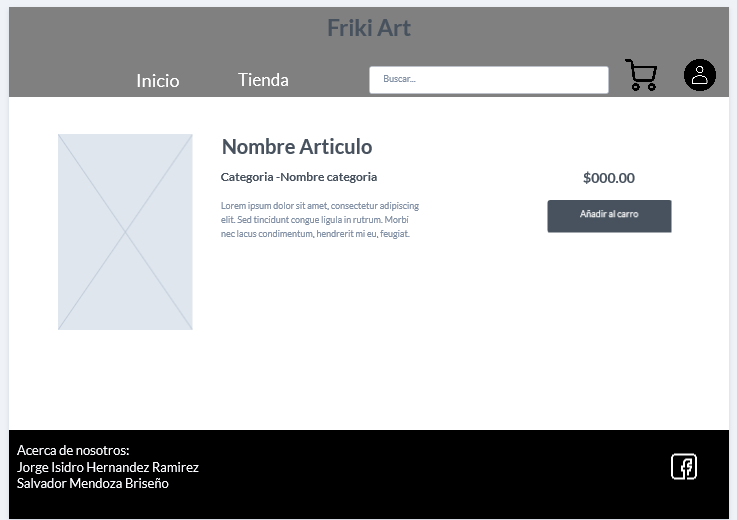 Friki Art
Inicio
Tienda
Buscar...
Nombre Articulo
Categoria -Nombre categoria
$000.00
Lorem ipsum dolor sit amet, consectetur adipiscing
elit. Sed tincidunt congue ligula in rutrum. Morbi
nec lacus condimentum, hendrerit mi eu, feugiat.
Añadir al carro
Acerca de nosotros:
Jorge Isidro Hernandez Ramirez
Salvador Mendoza Briseño